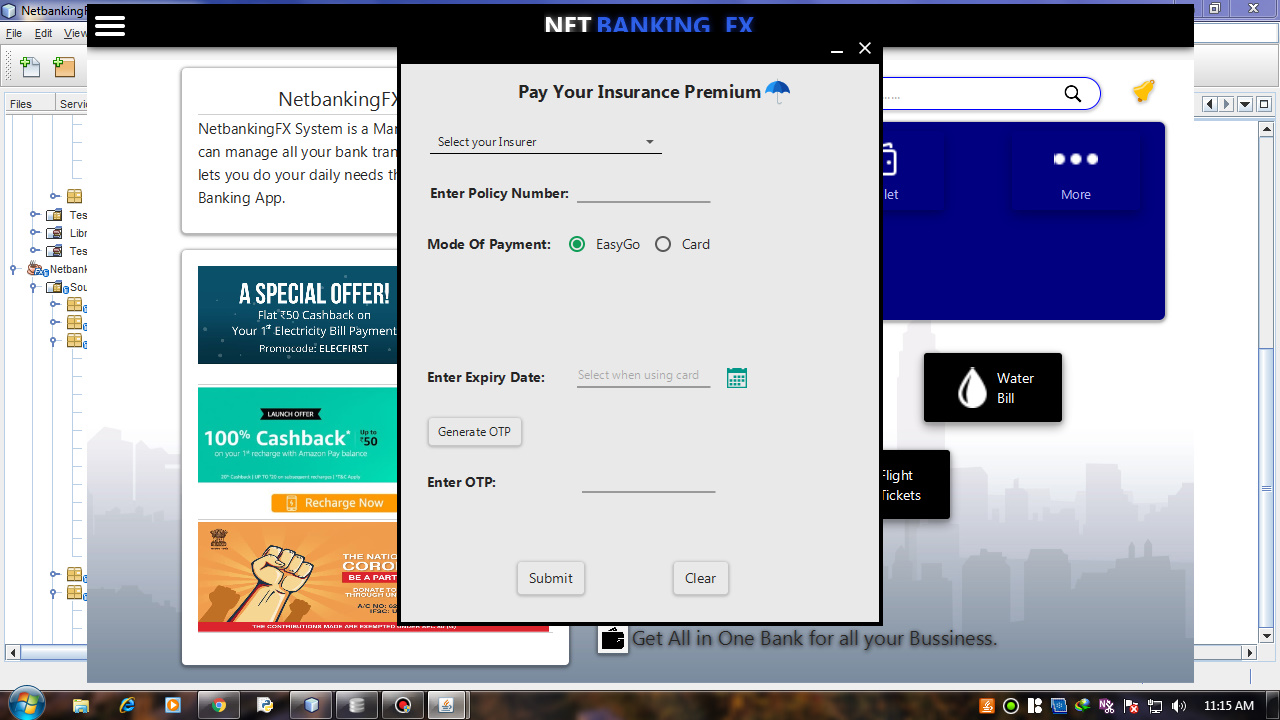 NetbankingF
File Edit View
NET BANKING FX
Files
Servi
Tes
Libr
Tes
Netbank
Sou
NetbankingFX
NetbankingFX System is a Mar
can manage all your bank tran
lets you do your daily needs th
Banking App.
A SPECIAL OFFER!
Flat ₹50 Cashback on
Your 1st Electricity Bill Payment
Promocode: ELECFIRST
LAUNCH OFFER
100% Cashback* Up to ₹50
on your 1st recharge with Amazon Pay balance
Recharge Now
THE NATIO
CORO
BE A PART
DONATE TO
THROUGH UN
A/C NO: 62
IFSC: U
THE CONTRIBUTIONS MADE ARE EXEMPTED UNDER
Pay Your Insurance Premium
Select your Insurer
Enter Policy Number:
Mode Of Payment: EasyGo Card
Enter Expiry Date: Select when using card
Generate OTP
Enter OTP:
Submit Clear
let
More
Water
Bill
Flight
Tickets
Get All in One Bank for all your Bussiness.
11:15 AM